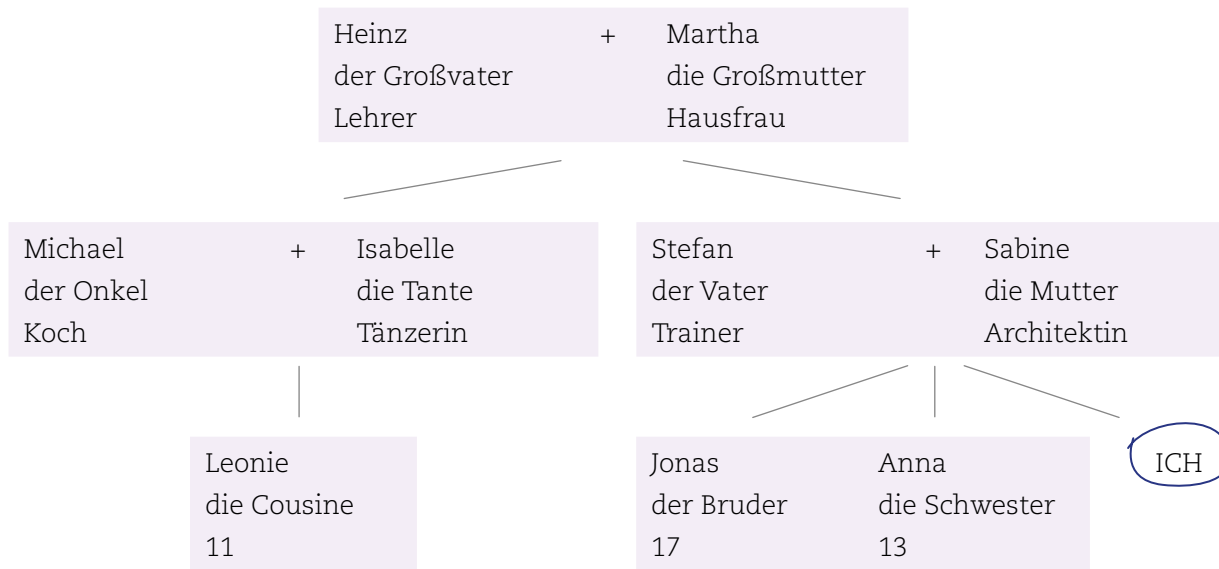 Heinz + Martha
der Großvater die Großmutter
Lehrer Hausfrau
Michael + Isabelle
der Onkel die Tante
Koch Tänzerin
Stefan + Sabine
der Vater die Mutter
Trainer Architektin
Leonie
die Cousine
11
Jonas Anna
der Bruder die Schwester
17 13
ICH